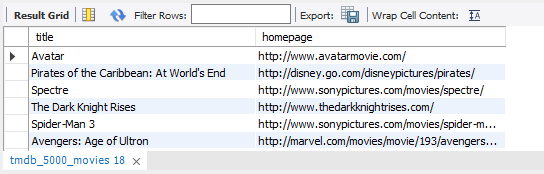 Result Grid Filter Rows: Export: Wrap Cell Content:
title homepage
Avatar http://www.avatarmovie.com/
Pirates of the Caribbean: At World's End http://disney.go.com/disneypictures/pirates/
Spectre http://www.sonypictures.com/movies/spectre/
The Dark Knight Rises http://www.thedarkknightrises.com/
Spider-Man 3 http://www.sonypictures.com/movies/spider-m...
Avengers: Age of Ultron http://marvel.com/movies/movie/193/avengers...
tmdb_5000_movies 18